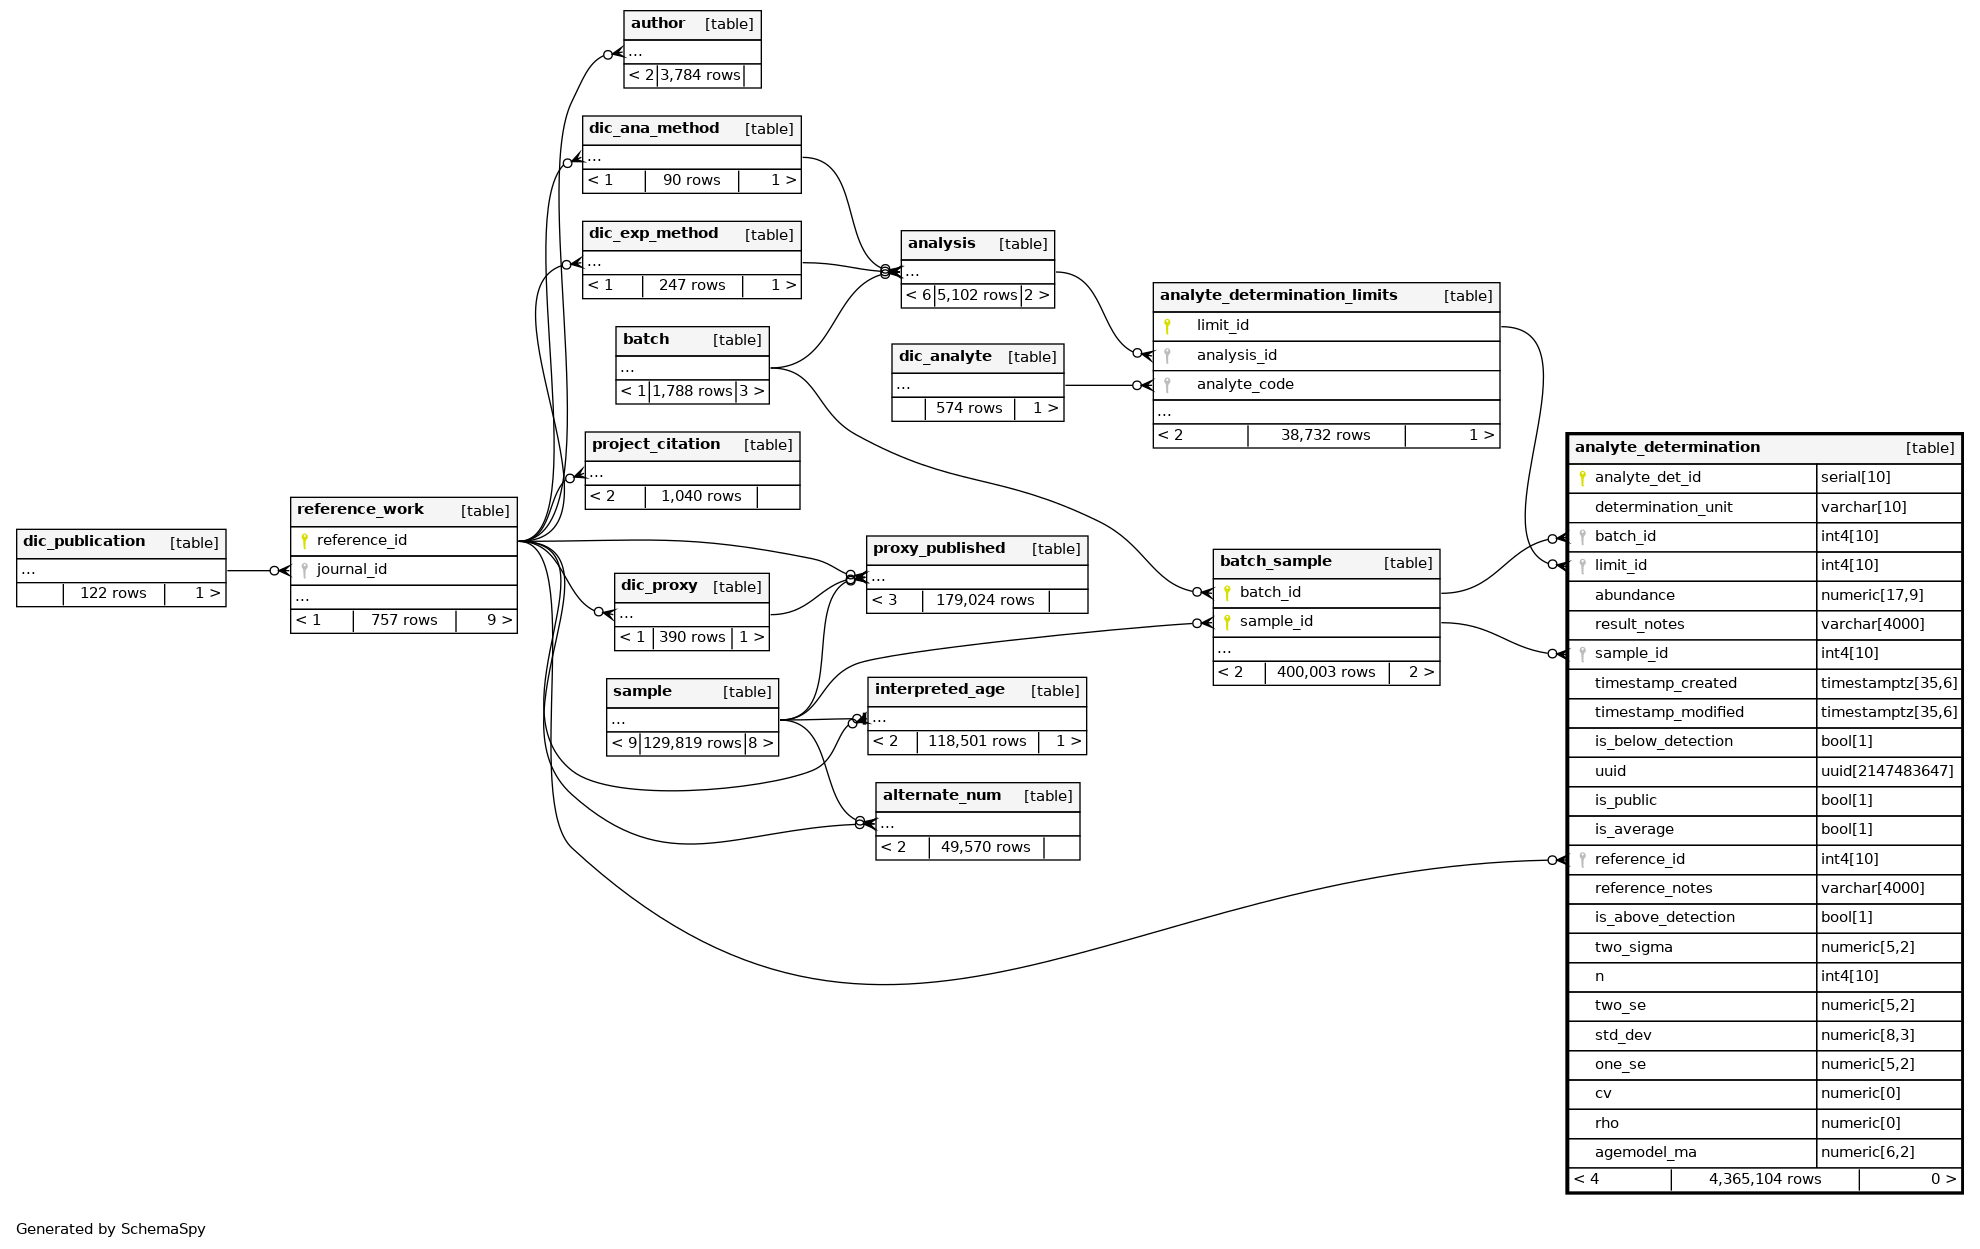 author [table]
...
< 2 3,784 rows
dic_ana_method [table]
...
< 1 90 rows 1 >
dic_exp_method [table]
...
< 1 247 rows 1 >
batch [table]
...
< 1 1,788 rows 3 >
project_citation [table]
...
< 2 1,040 rows
dic_publication [table]
...
122 rows 1 >
reference_work [table]
reference_id
journal_id
...
< 1 757 rows 9 >
dic_proxy [table]
...
< 1 390 rows 1 >
sample [table]
...
< 9 129,819 rows 8 >
analysis [table]
...
< 6 5,102 rows 2 >
dic_analyte [table]
...
574 rows 1 >
proxy_published [table]
...
< 3 179,024 rows
interpreted_age [table]
...
< 2 118,501 rows 1 >
alternate_num [table]
...
< 2 49,570 rows
analyte_determination_limits [table]
limit_id
analysis_id
analyte_code
...
< 2 38,732 rows 1 >
batch_sample [table]
batch_id
sample_id
...
< 2 400,003 rows 2 >
analyte_determination [table]
analyte_det_id serial[10]
determination_unit varchar[10]
batch_id int4[10]
limit_id int4[10]
abundance numeric[17,9]
result_notes varchar[4000]
sample_id int4[10]
timestamp_created timestamptz[35,6]
timestamp_modified timestamptz[35,6]
is_below_detection bool[1]
uuid uuid[2147483647]
is_public bool[1]
is_average bool[1]
reference_id int4[10]
reference_notes varchar[4000]
is_above_detection bool[1]
two_sigma numeric[5,2]
n int4[10]
two_se numeric[5,2]
std_dev numeric[8,3]
one_se numeric[5,2]
cv numeric[0]
rho numeric[0]
agemodel_ma numeric[6,2]
< 4 4,365,104 rows 0 >
Generated by SchemaSpy